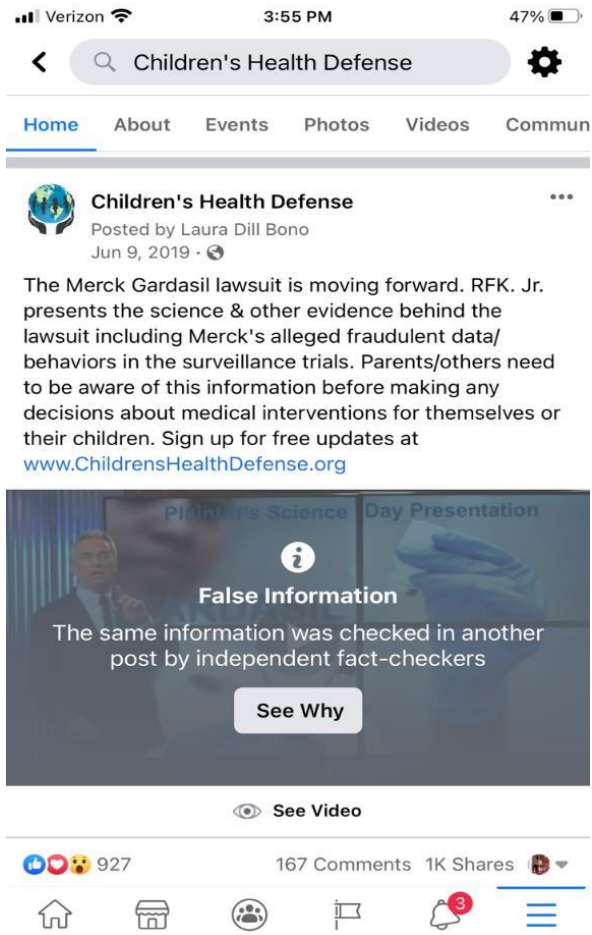 Verizon 3:55 PM 47%
Children's Health Defense
Home About Events Photos Videos Commun
Children's Health Defense
Posted by Laura Dill Bono
Jun 9, 2019 ·
The Merck Gardasil lawsuit is moving forward. RFK. Jr.
presents the science & other evidence behind the
lawsuit including Merck's alleged fraudulent data/
behaviors in the surveillance trials. Parents/others need
to be aware of this information before making any
decisions about medical interventions for themselves or
their children. Sign up for free updates at
www.ChildrensHealthDefense.org
Plaintiff's Science Day Presentation
False Information
The same information was checked in another
post by independent fact-checkers
See Why
See Video
927 167 Comments 1K Shares
3